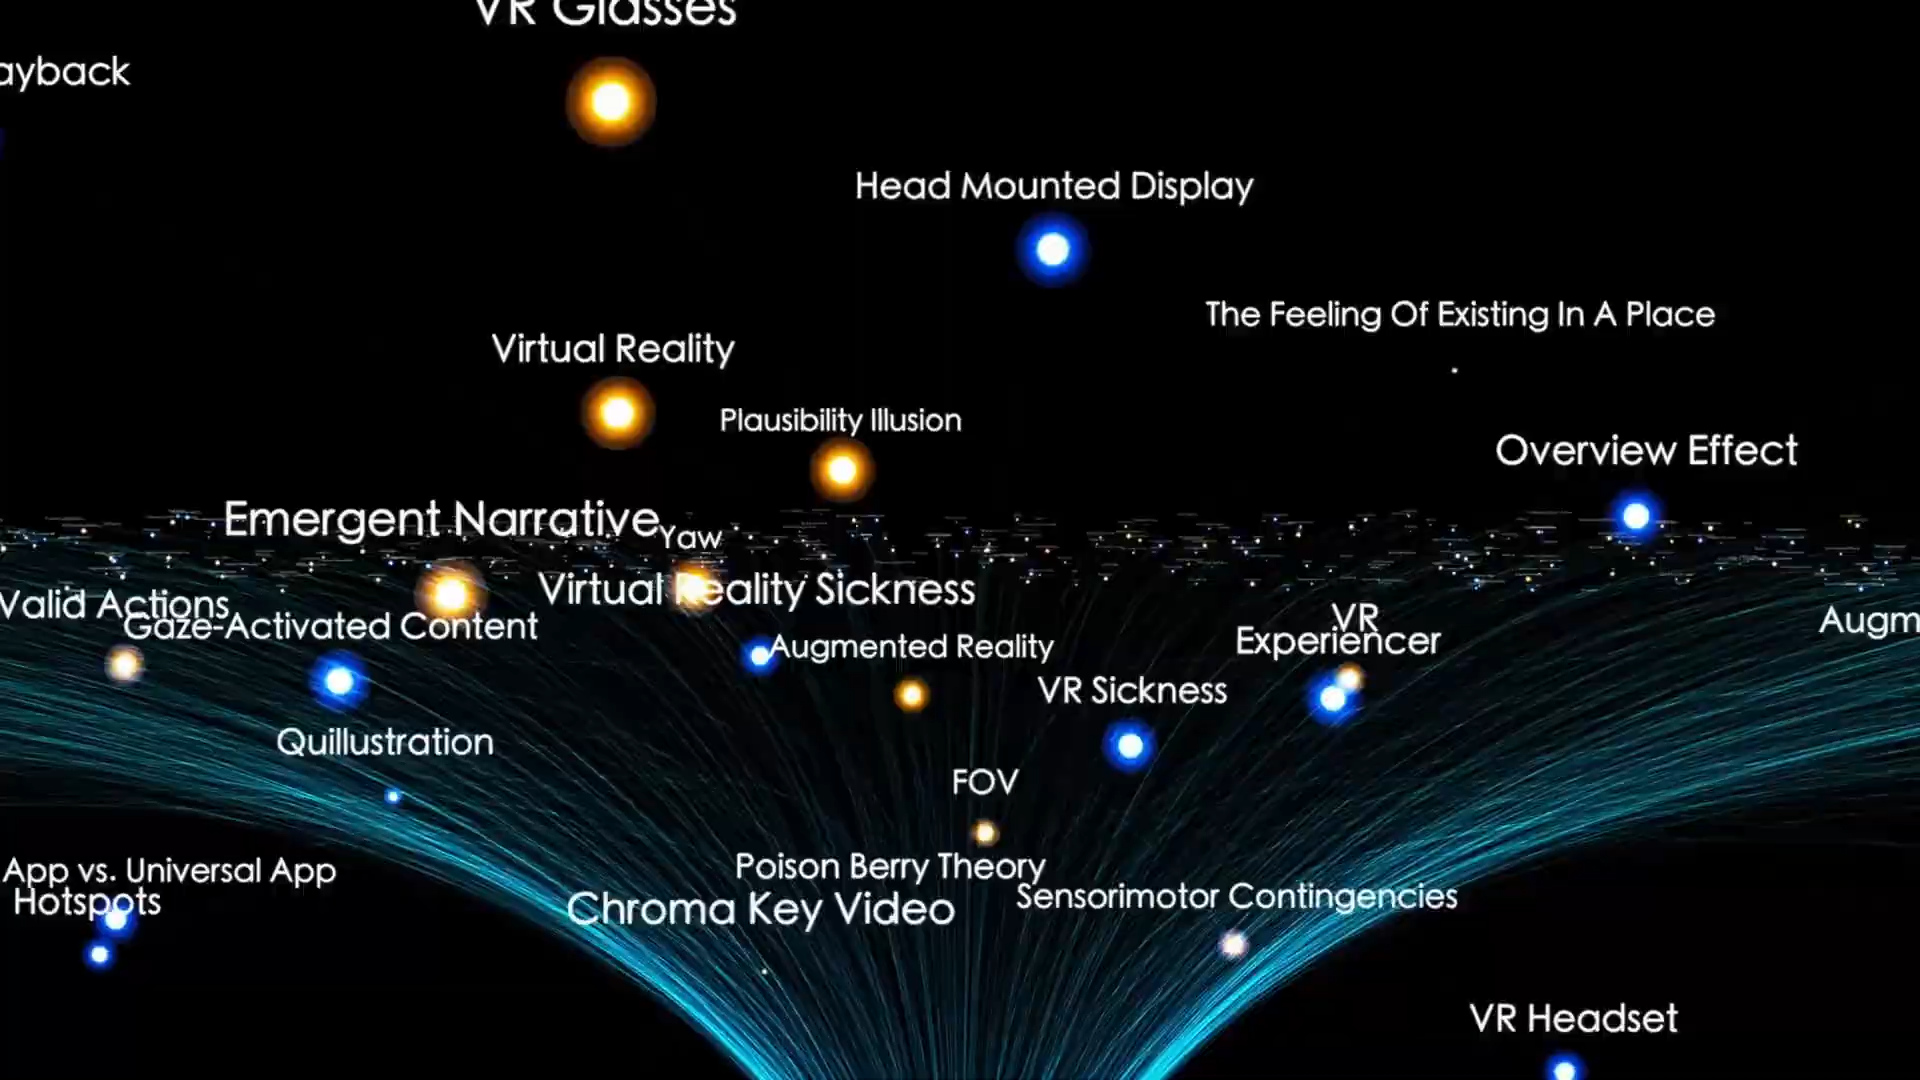 VR Glasses
ayback
Head Mounted Display
The Feeling Of Existing In A Place
Virtual Reality
Plausibility Illusion
Overview Effect
Emergent Narrative
Yaw
Virtual Reality Sickness
Valid Actions
Gaze-Activated Content
VR
Experiencer
Augm
Augmented Reality
VR Sickness
Quillustration
FOV
Poison Berry Theory
App vs. Universal App
Hotspots
Chroma Key Video
Sensorimotor Contingencies
VR Headset